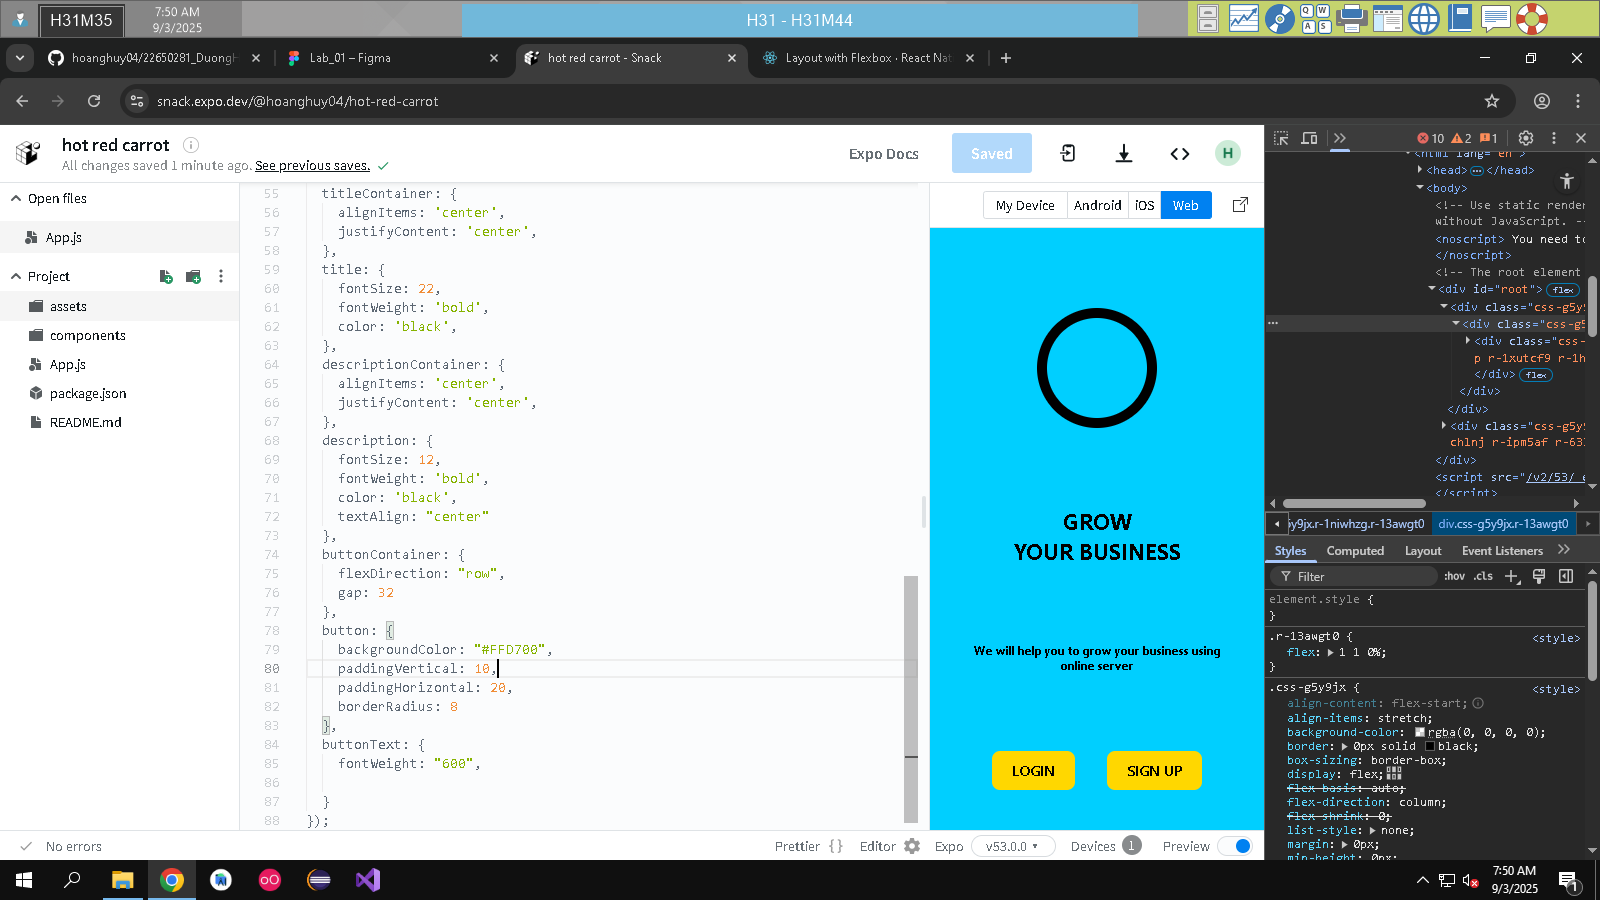 H31M35
7:50 AM
9/3/2025
H31 - H31M44
hoanghuy04/22650281_DuongH
Lab_01 – Figma
hot red carrot - Snack
Layout with Flexbox · React Nat
snack.expo.dev/@hoanghuy04/hot-red-carrot
hot red carrot
All changes saved 1 minute ago. See previous saves.
Expo Docs
Saved
H
Open files
App.js
Project
assets
components
App.js
package.json
README.md
55 titleContainer: {
56 alignItems: 'center',
57 justifyContent: 'center',
58 },
59 title: {
60 fontSize: 22,
61 fontWeight: 'bold',
62 color: 'black',
63 },
64 descriptionContainer: {
65 alignItems: 'center',
66 justifyContent: 'center',
67 },
68 description: {
69 fontSize: 12,
70 fontWeight: 'bold',
71 color: 'black',
72 textAlign: "center"
73 },
74 buttonContainer: {
75 flexDirection: "row",
76 gap: 32
77 },
78 button: {
79 backgroundColor: "#FFD700",
80 paddingVertical: 10,
81 paddingHorizontal: 20,
82 borderRadius: 8
83 },
84 buttonText: {
85 fontWeight: "600",
86
87 }
88 });
My Device
Android
iOS
Web
GROW
YOUR BUSINESS
We will help you to grow your business using
online server
LOGIN
SIGN UP
10
2
1
<html lang="en">
<head> </head>
<body>
<!-- Use static render
without JavaScript. -
<noscript> You need to
</noscript>
<!-- The root element
<div id="root"> flex
<div class="css-g5y9
<div class="css-g5
<div class="css-
p r-1xutcf9 r-1h
</div> flex
</div>
</div>
<div class="css-g5y9
chlnj r-ipm5af r-63
</div>
<script src="/v2/53/_e
</script>
5y9jx.r-1niwhzg.r-13awgt0
div.css-g5y9jx.r-13awgt0
Styles
Computed
Layout
Event Listeners
Filter
:hov
.cls
element.style {
}
.r-13awgt0 {
<style>
flex: 1 1 0%;
}
.css-g5y9jx {
<style>
align-content: flex-start;
align-items: stretch;
background-color: rgba(0, 0, 0, 0);
border: 0px solid black;
box-sizing: border-box;
display: flex;
flex-basis: auto;
flex-direction: column;
flex-shrink: 0;
list-style: none;
margin: 0px;
min-height: 0px;
No errors
Prettier { }
Editor
Expo
v53.0.0
Devices
1
Preview
7:50 AM
9/3/2025
1